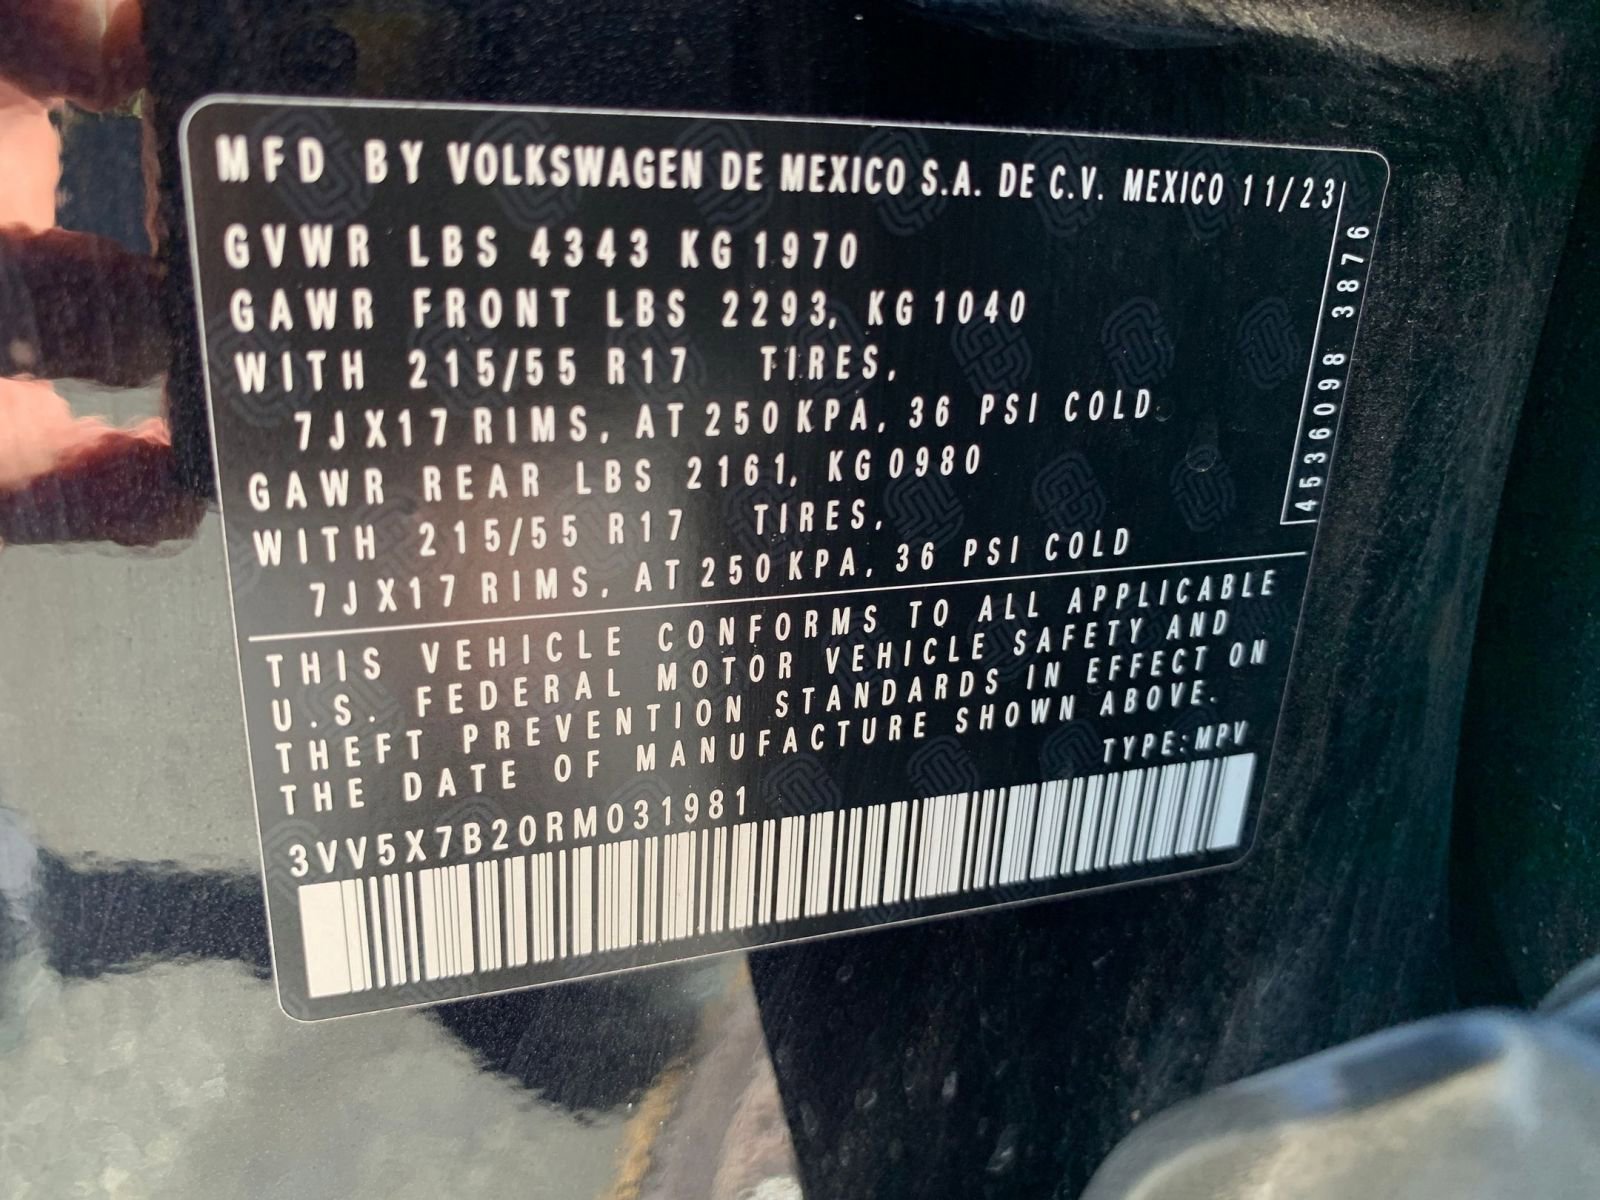 MFD BY VOLKSWAGEN DE MEXICO S.A. DE C.V. MEXICO 11/23
GVWR LBS 4343 KG 1970
GAWR FRONT LBS 2293, KG 1040
WITH 215/55 R17 TIRES,
7J X17 RIMS, AT 250 KPA, 36 PSI COLD
GAWR REAR LBS 2161, KG 0980
WITH 215/55 R17 TIRES,
7J X17 RIMS, AT 250 KPA, 36 PSI COLD
4536098 3876
THIS VEHICLE CONFORMS TO ALL APPLICABLE
U.S. FEDERAL MOTOR VEHICLE SAFETY AND
THEFT PREVENTION STANDARDS IN EFFECT ON
THE DATE OF MANUFACTURE SHOWN ABOVE.
TYPE: MPV
3VV5X7B20RM031981